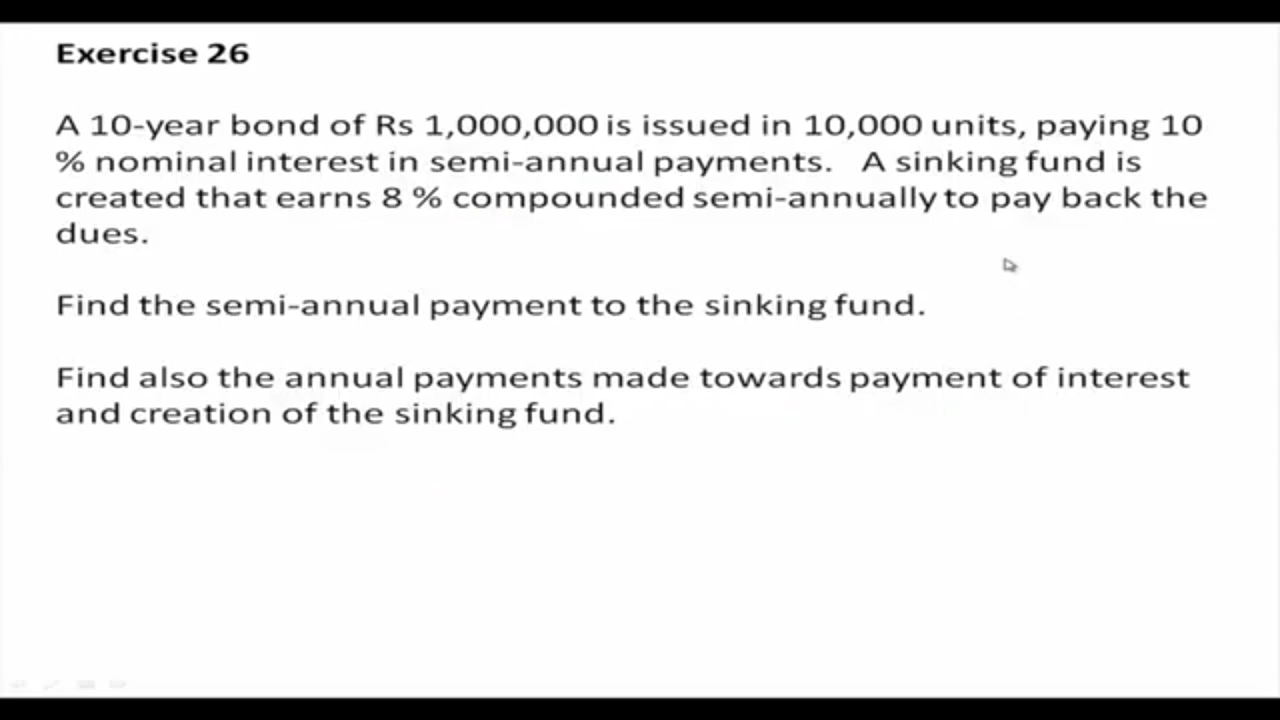 Exercise 26
A 10-year bond of Rs 1,000,000 is issued in 10,000 units, paying 10
% nominal interest in semi-annual payments. A sinking fund is
created that earns 8 % compounded semi-annually to pay back the
dues.
Find the semi-annual payment to the sinking fund.
Find also the annual payments made towards payment of interest
and creation of the sinking fund.